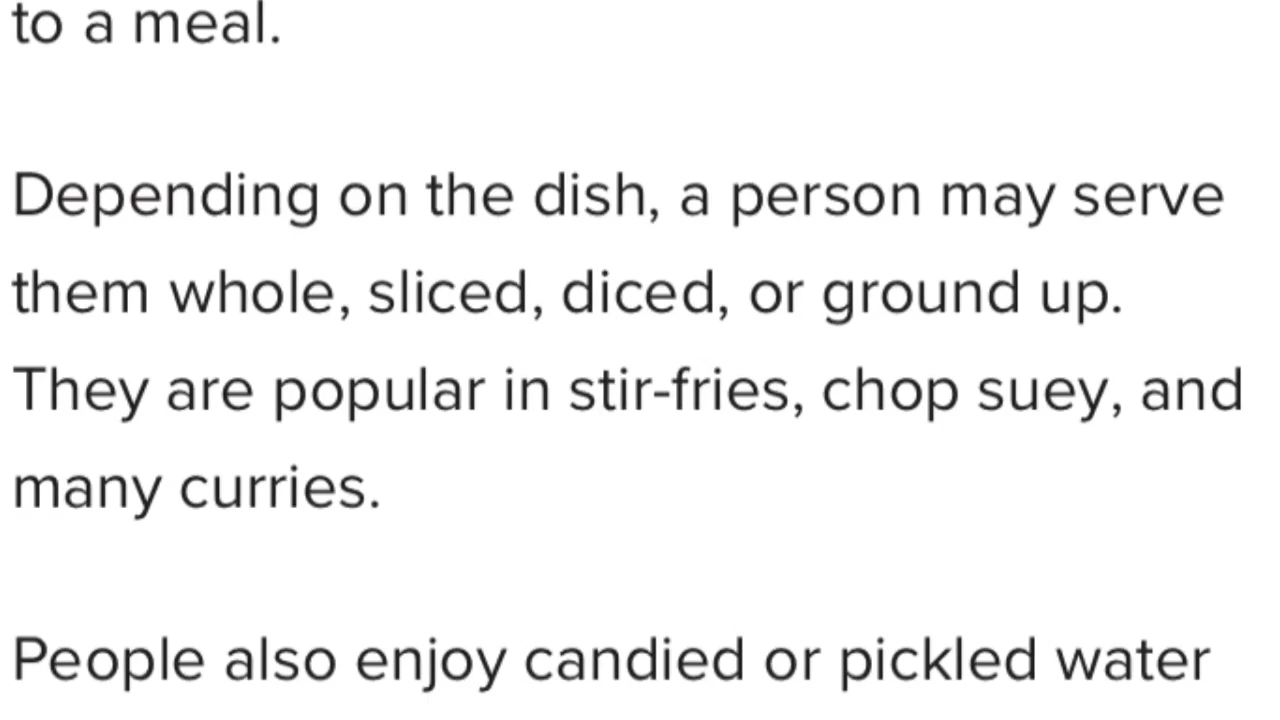 to a meal.
Depending on the dish, a person may serve
them whole, sliced, diced, or ground up.
They are popular in stir-fries, chop suey, and
many curries.
People also enjoy candied or pickled water